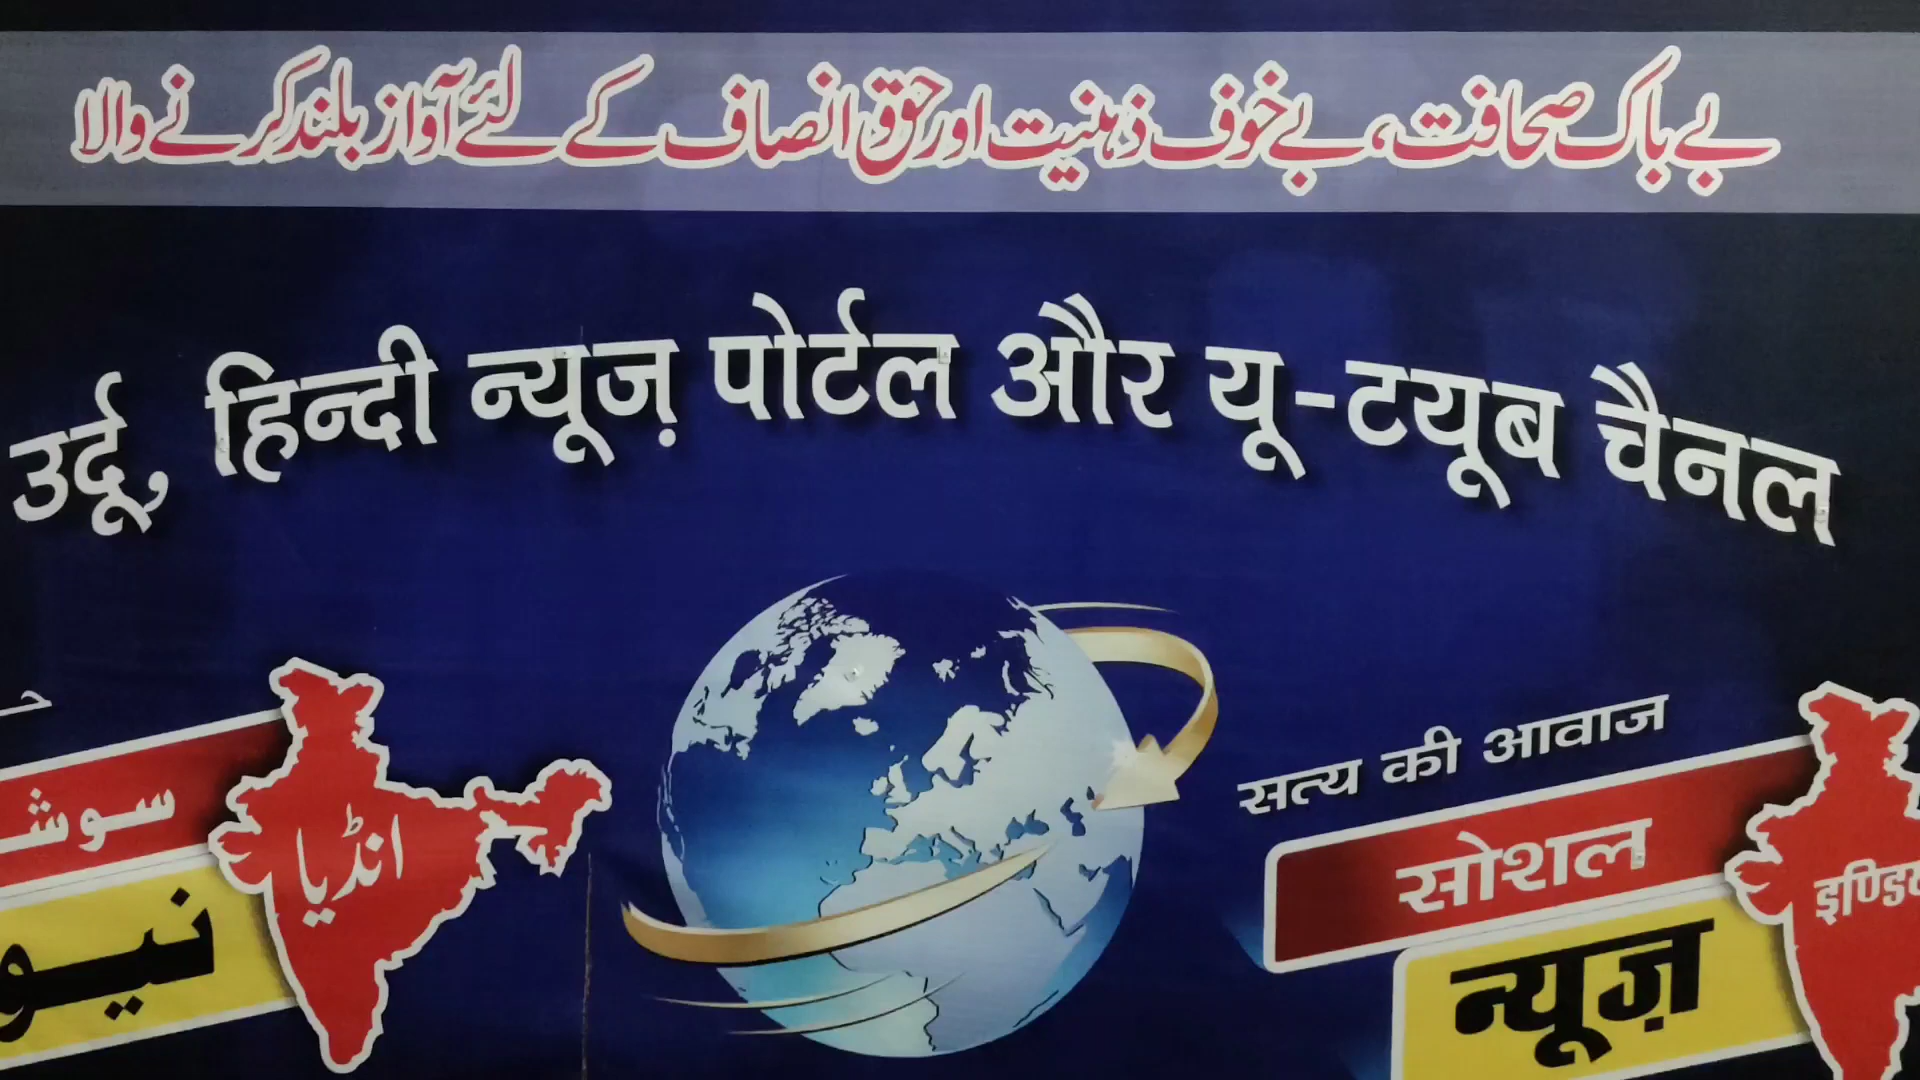 بے باک صحافت، بے خوف ذہنیت اور حق انصاف کے لئے آواز بلند کرنے والا
उर्दू, हिन्दी न्यूज़ पोर्टल और यू-टयूब चैनल
انڈیا
सत्य की आवाज
सोशल
न्यूज़